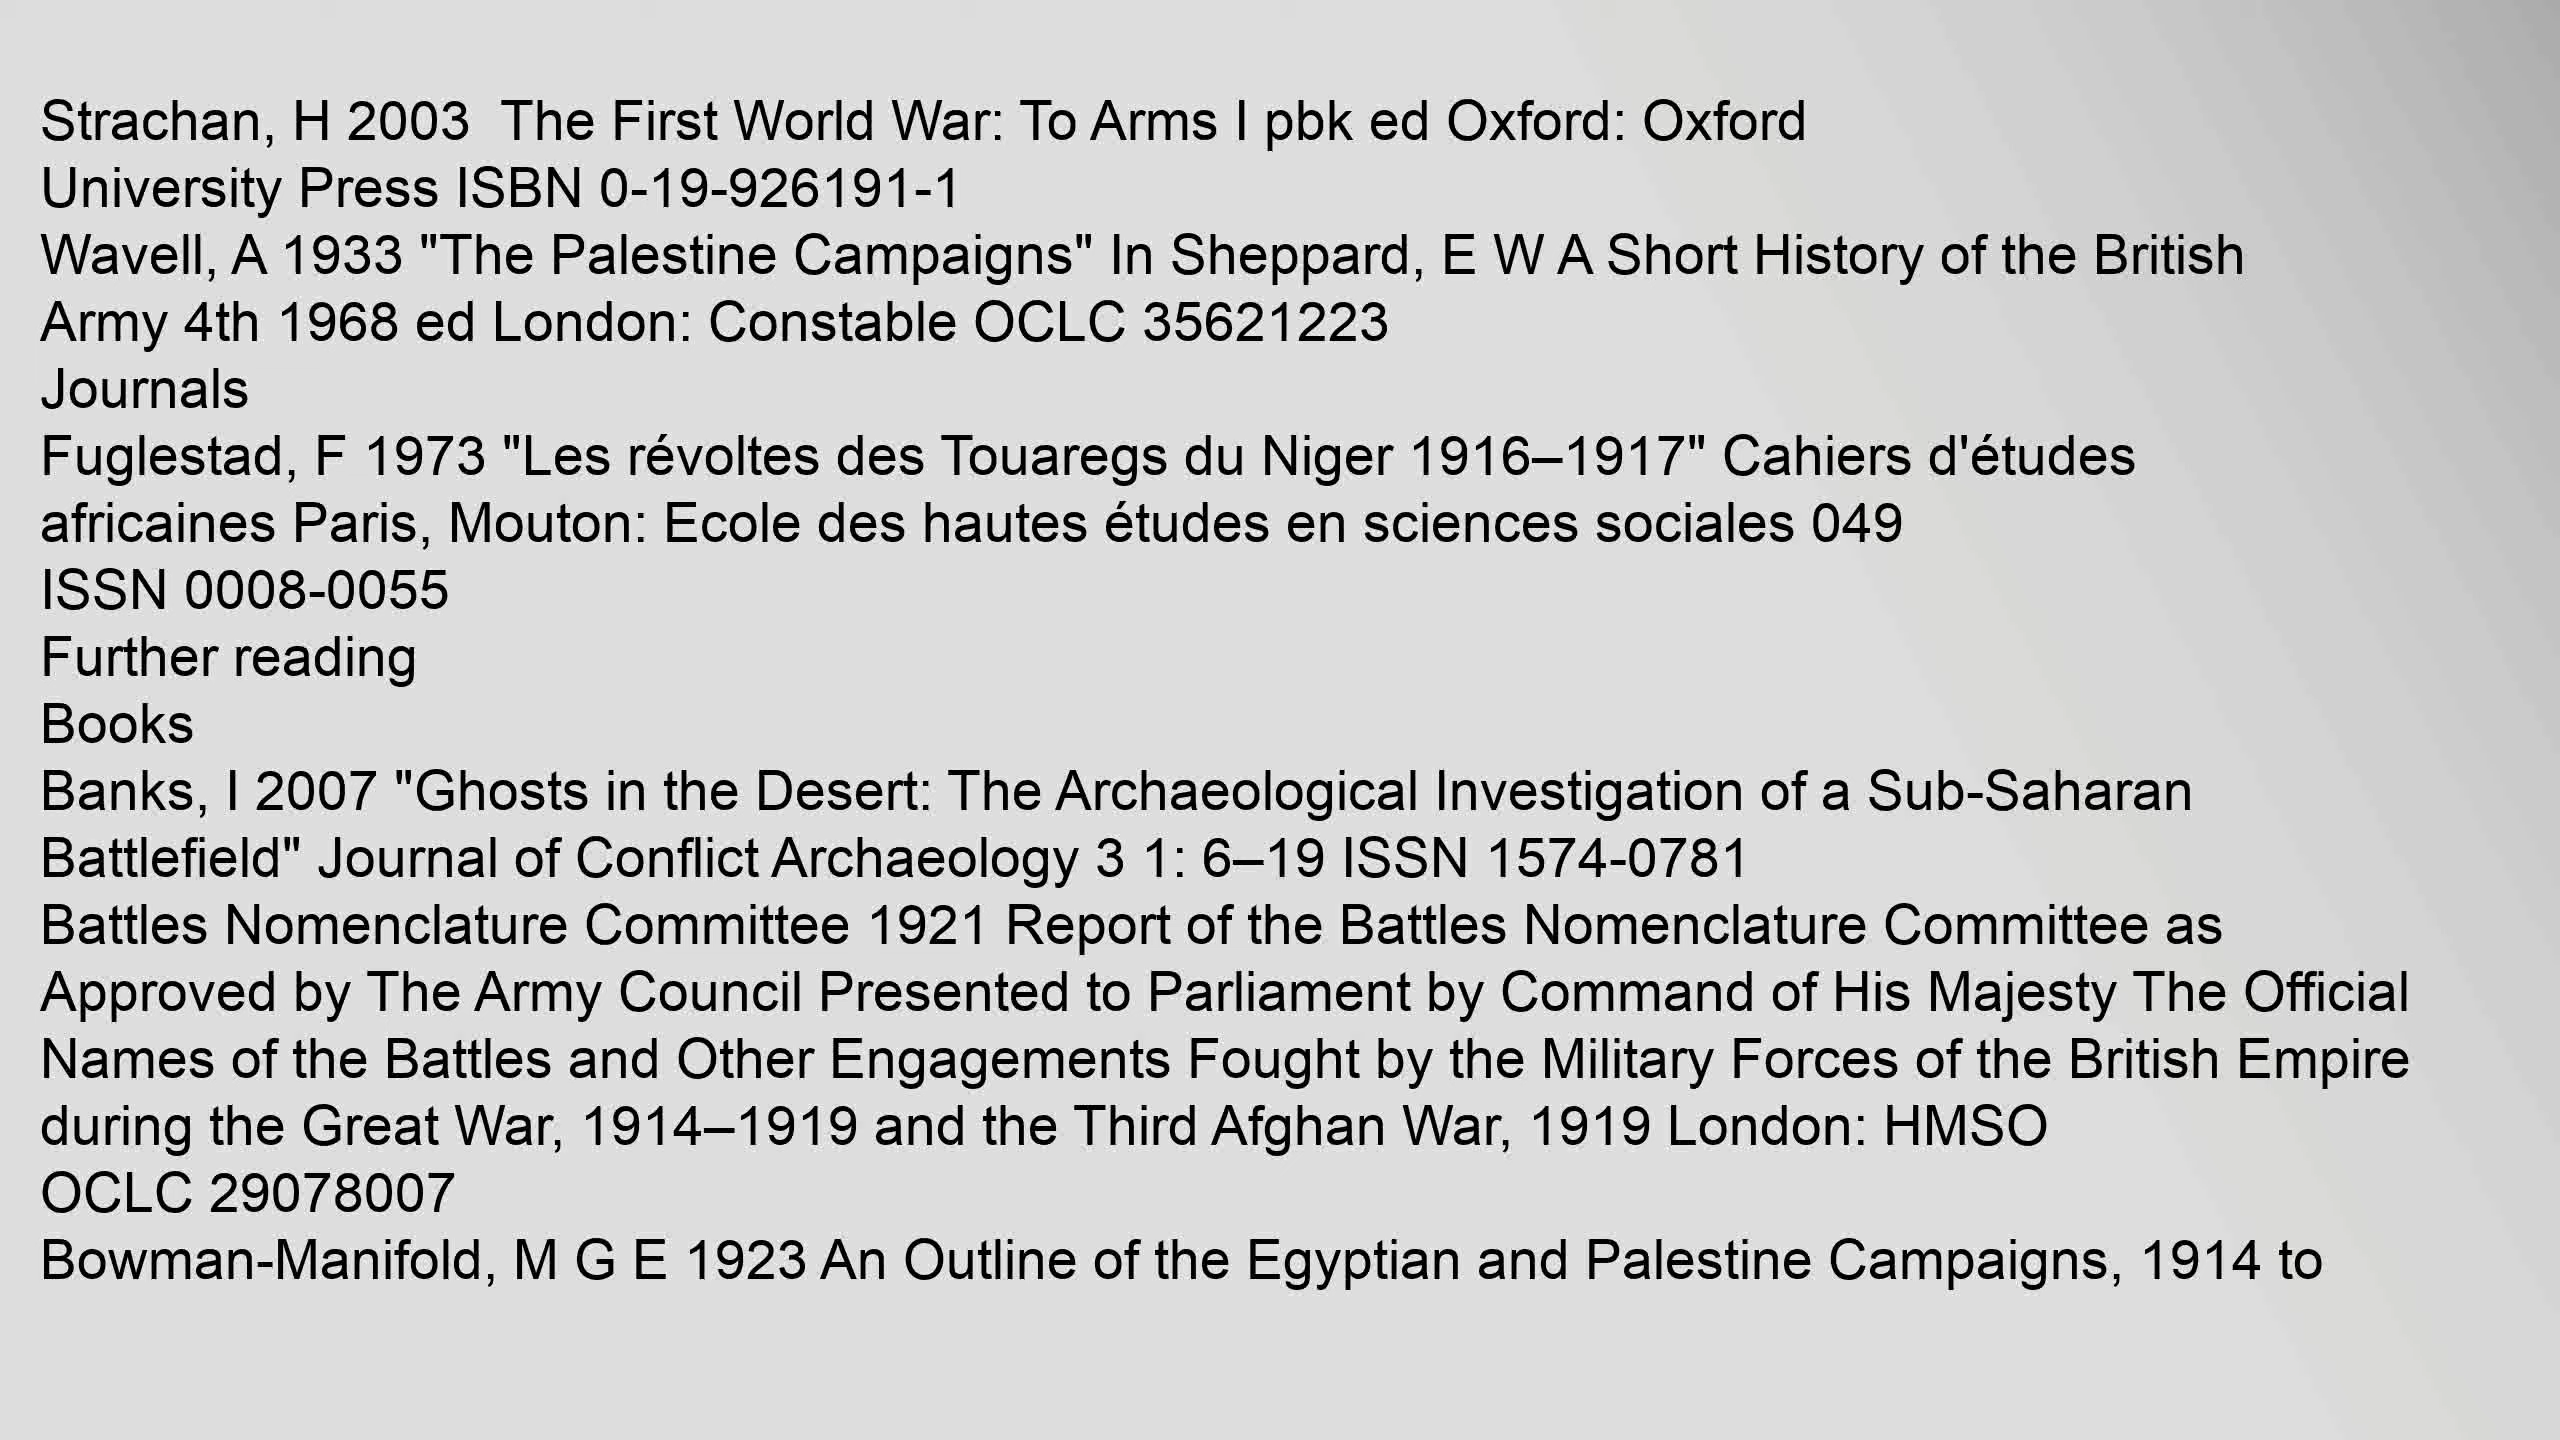 Strachan, H 2003  The First World War: To Arms I pbk ed Oxford: Oxford
University Press ISBN 0-19-926191-1
Wavell, A 1933 "The Palestine Campaigns" In Sheppard, E W A Short History of the British
Army 4th 1968 ed London: Constable OCLC 35621223
Journals
Fuglestad, F 1973 "Les révoltes des Touaregs du Niger 1916–1917" Cahiers d'études
africaines Paris, Mouton: Ecole des hautes études en sciences sociales 049
ISSN 0008-0055
Further reading
Books
Banks, I 2007 "Ghosts in the Desert: The Archaeological Investigation of a Sub-Saharan
Battlefield" Journal of Conflict Archaeology 3 1: 6–19 ISSN 1574-0781
Battles Nomenclature Committee 1921 Report of the Battles Nomenclature Committee as
Approved by The Army Council Presented to Parliament by Command of His Majesty The Official
Names of the Battles and Other Engagements Fought by the Military Forces of the British Empire
during the Great War, 1914–1919 and the Third Afghan War, 1919 London: HMSO
OCLC 29078007
Bowman-Manifold, M G E 1923 An Outline of the Egyptian and Palestine Campaigns, 1914 to